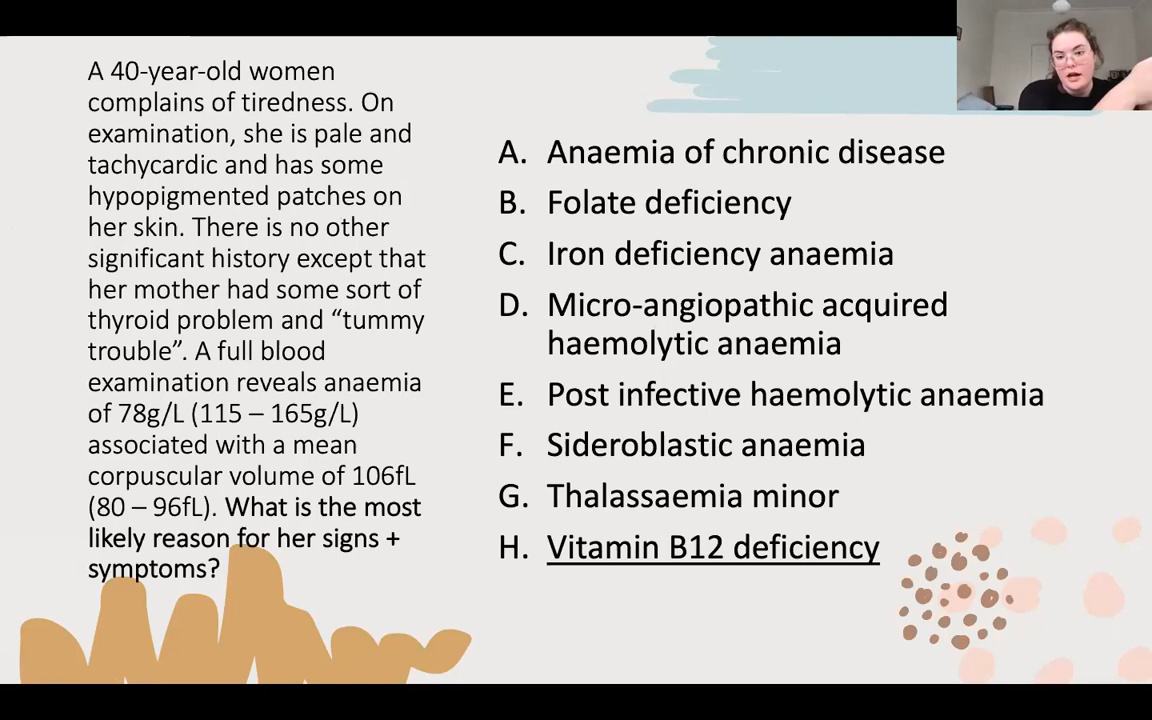 A 40-year-old women
complains of tiredness. On
examination, she is pale and
tachycardic and has some
hypopigmented patches on
her skin. There is no other
significant history except that
her mother had some sort of
thyroid problem and “tummy
trouble”. A full blood
examination reveals anaemia
of 78g/L (115 – 165g/L)
associated with a mean
corpuscular volume of 106fL
(80 – 96fL). What is the most
likely reason for her signs +
symptoms?
A. Anaemia of chronic disease
B. Folate deficiency
C. Iron deficiency anaemia
D. Micro-angiopathic acquired
haemolytic anaemia
E. Post infective haemolytic anaemia
F. Sideroblastic anaemia
G. Thalassaemia minor
H. Vitamin B12 deficiency